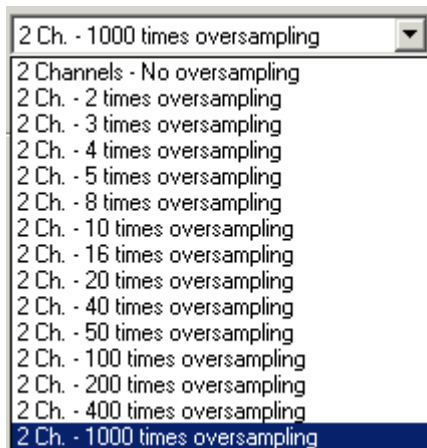 2 Ch. - 1000 times oversampling
2 Channels - No oversampling
2 Ch. - 2 times oversampling
2 Ch. - 3 times oversampling
2 Ch. - 4 times oversampling
2 Ch. - 5 times oversampling
2 Ch. - 8 times oversampling
2 Ch. - 10 times oversampling
2 Ch. - 16 times oversampling
2 Ch. - 20 times oversampling
2 Ch. - 40 times oversampling
2 Ch. - 50 times oversampling
2 Ch. - 100 times oversampling
2 Ch. - 200 times oversampling
2 Ch. - 400 times oversampling
2 Ch. - 1000 times oversampling